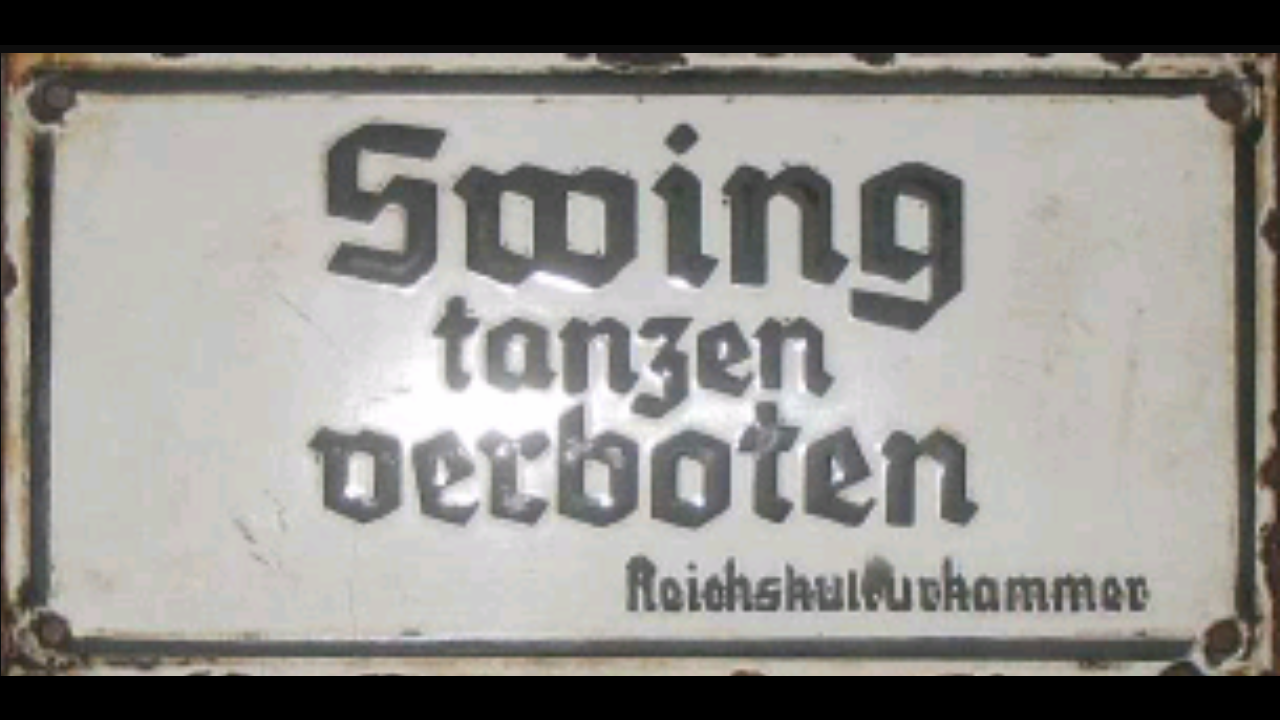 Swing
tanzen
verboten
Reichskulturkammer